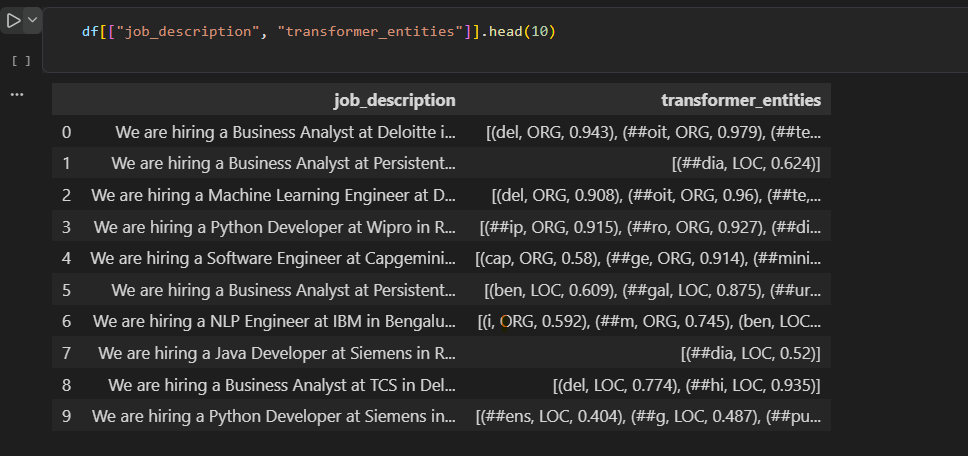 df[["job_description", "transformer_entities"]].head(10)
[ ]
...
job_description transformer_entities
0 We are hiring a Business Analyst at Deloitte i... [(del, ORG, 0.943), (##oit, ORG, 0.979), (##te...
1 We are hiring a Business Analyst at Persistent... [(##dia, LOC, 0.624)]
2 We are hiring a Machine Learning Engineer at D... [(del, ORG, 0.908), (##oit, ORG, 0.96), (##te,...
3 We are hiring a Python Developer at Wipro in R... [(##ip, ORG, 0.915), (##ro, ORG, 0.927), (##di...
4 We are hiring a Software Engineer at Capgemini... [(cap, ORG, 0.58), (##ge, ORG, 0.914), (##mini...
5 We are hiring a Business Analyst at Persistent... [(ben, LOC, 0.609), (##gal, LOC, 0.875), (##ur...
6 We are hiring a NLP Engineer at IBM in Bengalu... [(i, ORG, 0.592), (##m, ORG, 0.745), (ben, LOC...
7 We are hiring a Java Developer at Siemens in R... [(##dia, LOC, 0.52)]
8 We are hiring a Business Analyst at TCS in Del... [(del, LOC, 0.774), (##hi, LOC, 0.935)]
9 We are hiring a Python Developer at Siemens in... [(##ens, LOC, 0.404), (##g, LOC, 0.487), (##pu...